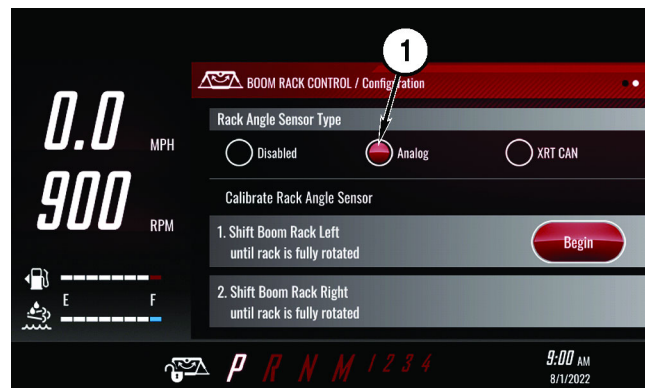 1
BOOM RACK CONTROL / Configuration
0.0 MPH
900 RPM
Rack Angle Sensor Type
Disabled Analog XRT CAN
Calibrate Rack Angle Sensor
1. Shift Boom Rack Left
until rack is fully rotated
Begin
2. Shift Boom Rack Right
until rack is fully rotated
E F
P R N M 1 2 3 4
9:00 AM
8/1/2022